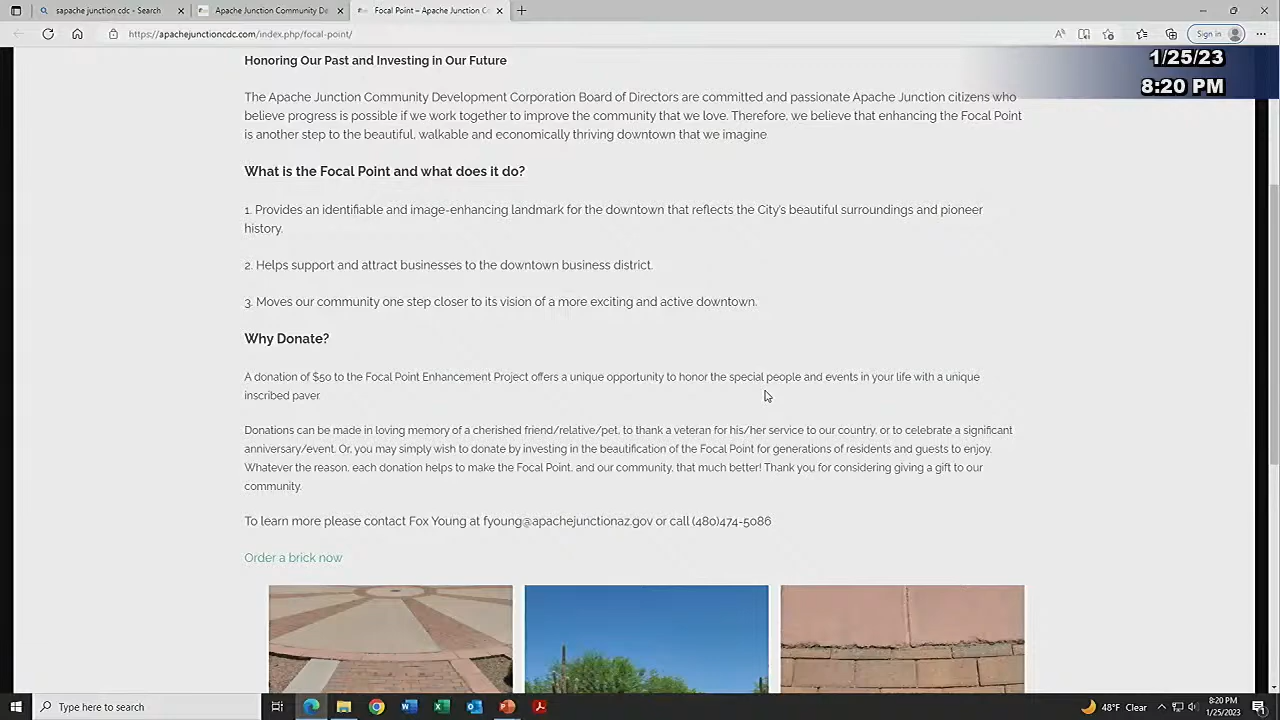 sapache junction cdc - Search
Apache Junction Community De
Focal Point – Apache Junction C
https://apachejunctioncdc.com/index.php/focal-point/
Sign in
1/25/23
8:20 PM
Honoring Our Past and Investing in Our Future
The Apache Junction Community Development Corporation Board of Directors are committed and passionate Apache Junction citizens who
believe progress is possible if we work together to improve the community that we love. Therefore, we believe that enhancing the Focal Point
is another step to the beautiful, walkable and economically thriving downtown that we imagine
What is the Focal Point and what does it do?
1. Provides an identifiable and image-enhancing landmark for the downtown that reflects the City's beautiful surroundings and pioneer
history.
2. Helps support and attract businesses to the downtown business district.
3. Moves our community one step closer to its vision of a more exciting and active downtown.
Why Donate?
A donation of $50 to the Focal Point Enhancement Project offers a unique opportunity to honor the special people and events in your life with a unique
inscribed paver
Donations can be made in loving memory of a cherished friend/relative/pet, to thank a veteran for his/her service to our country, or to celebrate a significant
anniversary/event. Or, you may simply wish to donate by investing in the beautification of the Focal Point for generations of residents and guests to enjoy.
Whatever the reason, each donation helps to make the Focal Point, and our community, that much better! Thank you for considering giving a gift to our
community.
To learn more please contact Fox Young at fyoung@apachejunctionaz.gov or call (480)474-5086
Order a brick now
Type here to search
48°F Clear
8:20 PM
1/25/2023